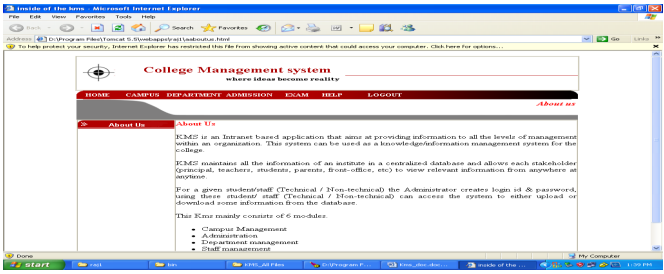 inside of the kms - Microsoft Internet Explorer
File Edit View Favorites Tools Help
Back Search Favorites
Address D:\Program Files\Tomcat 5.5\webapps\raj1\aaboutus.html Go Links »
To help protect your security, Internet Explorer has restricted this file from showing active content that could access your computer. Click here for options...
College Management system
where ideas become reality
HOME CAMPUS DEPARTMENT ADMISSION EXAM HELP LOGOUT
About us
» About Us
About Us
KMS is an Intranet based application that aims at providing information to all the levels of management
within an organization. This system can be used as a knowledge/information management system for the
college.
KMS maintains all the information of an institute in a centralized database and allows each stakeholder
(principal, teachers, students, parents, front-office, etc) to view relevant information from anywhere at
anytime.
For a given student/ staff (Technical / Non-technical) the Administrator creates login id & password,
using these student/ staff (Technical / Non-technical) can access the system to either upload or
download some information from the database.
This Kms mainly consists of 6 modules.
• Campus Management
• Administration
• Department management
• Staff management
Done My Computer
start raj1 KMS_All Files D:\Program F... Kms_doc.doc... inside of the ... 1:39 PM